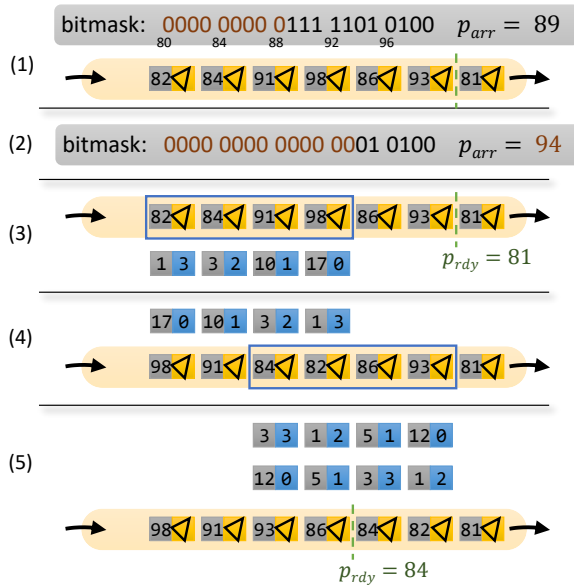 bitmask: 0000 0000 0111 1101 0100 p_arr = 89
80 84 88 92 96
(1)
82 84 91 98 86 93 81
(2)
bitmask: 0000 0000 0000 0001 0100 p_arr = 94
(3)
82 84 91 98 86 93 81
1 3 3 2 10 1 17 0
p_rdy = 81
(4)
17 0 10 1 3 2 1 3
98 91 84 82 86 93 81
(5)
3 3 1 2 5 1 12 0
12 0 5 1 3 3 1 2
98 91 93 86 84 82 81
p_rdy = 84